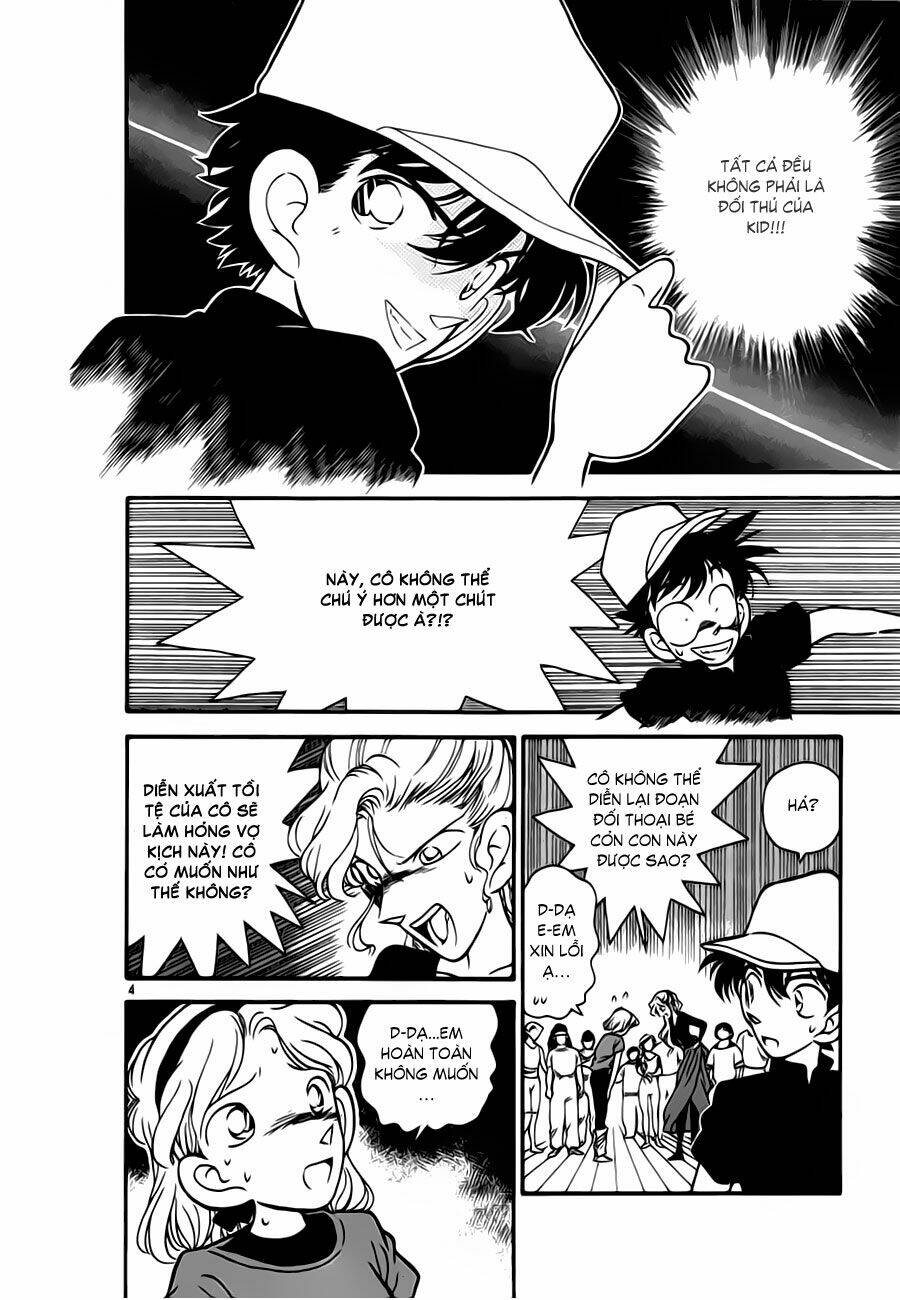 TẤT CẢ ĐỀU
KHÔNG PHẢI LÀ
ĐỐI THỦ CỦA
KID!!!
NÀY, CÔ KHÔNG THỂ
CHÚ Ý HƠN MỘT CHÚT
ĐƯỢC À?!?
HẢ?
CÔ KHÔNG THỂ
DIỄN LẠI ĐOẠN
ĐỐI THOẠI BÉ
CỎN CON NÀY
ĐƯỢC SAO?
D-DẠ
E-EM
XIN LỖI
Ạ...
DIỄN XUẤT TỒI
TỆ CỦA CÔ SẼ
LÀM HỎNG VỞ
KỊCH NÀY! CÔ
CÓ MUỐN NHƯ
THẾ KHÔNG?
4
D-DẠ...EM
HOÀN TOÀN
KHÔNG MUỐN
...